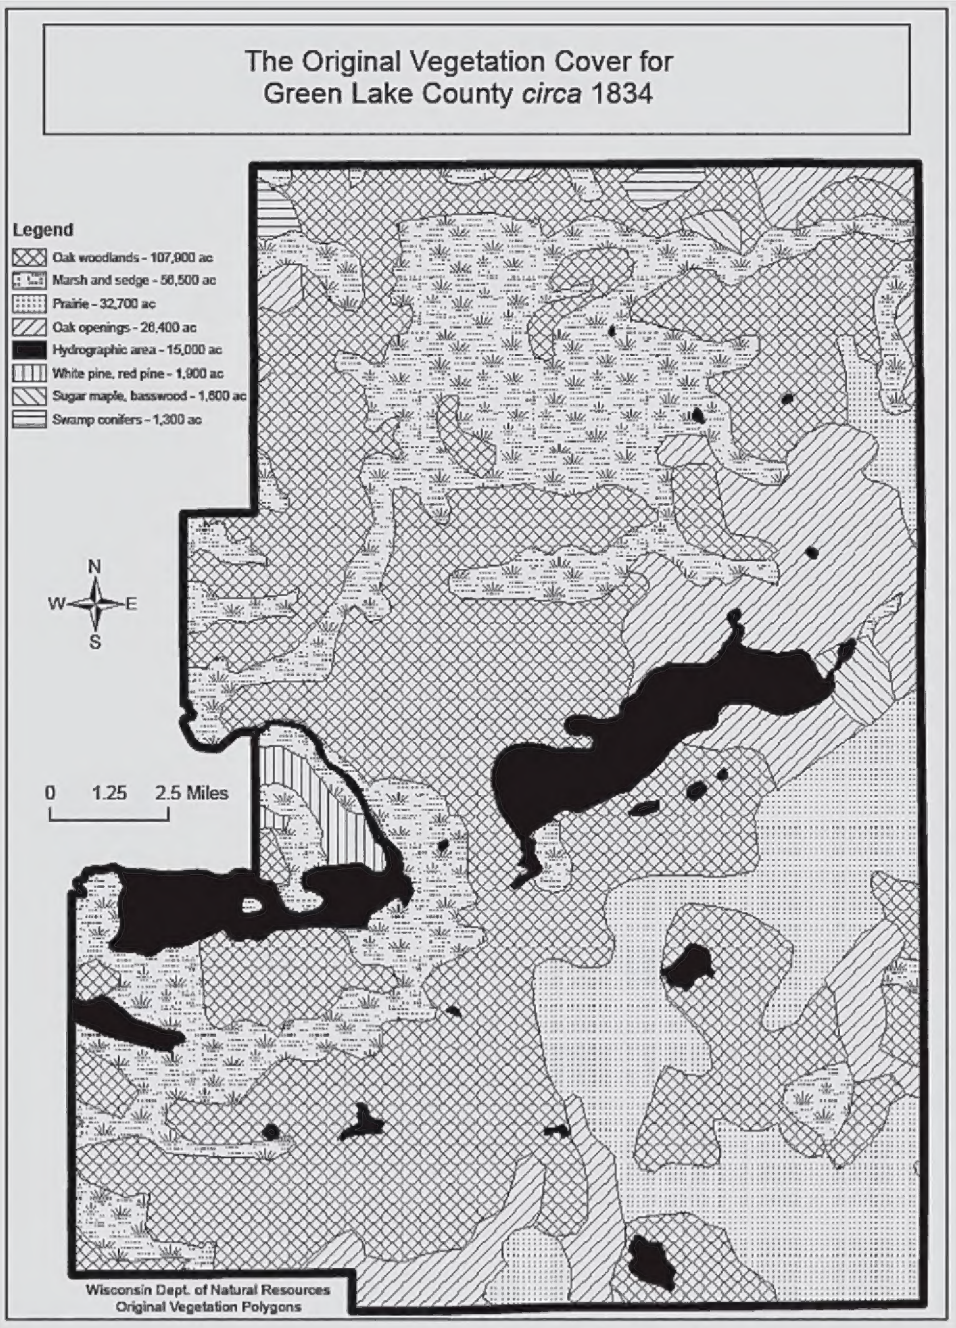 The Original Vegetation Cover for
Green Lake County circa 1834
Legend
Oak woodlands - 107,900 ac
Marsh and sedge - 56,500 ac
Prairie - 32,700 ac
Oak openings - 26,400 ac
Hydrographic area - 15,000 ac
White pine, red pine - 1,900 ac
Sugar maple, basswood - 1,600 ac
Swamp conifers - 1,300 ac
N
W E
S
0 1.25 2.5 Miles
Wisconsin Dept. of Natural Resources
Original Vegetation Polygons